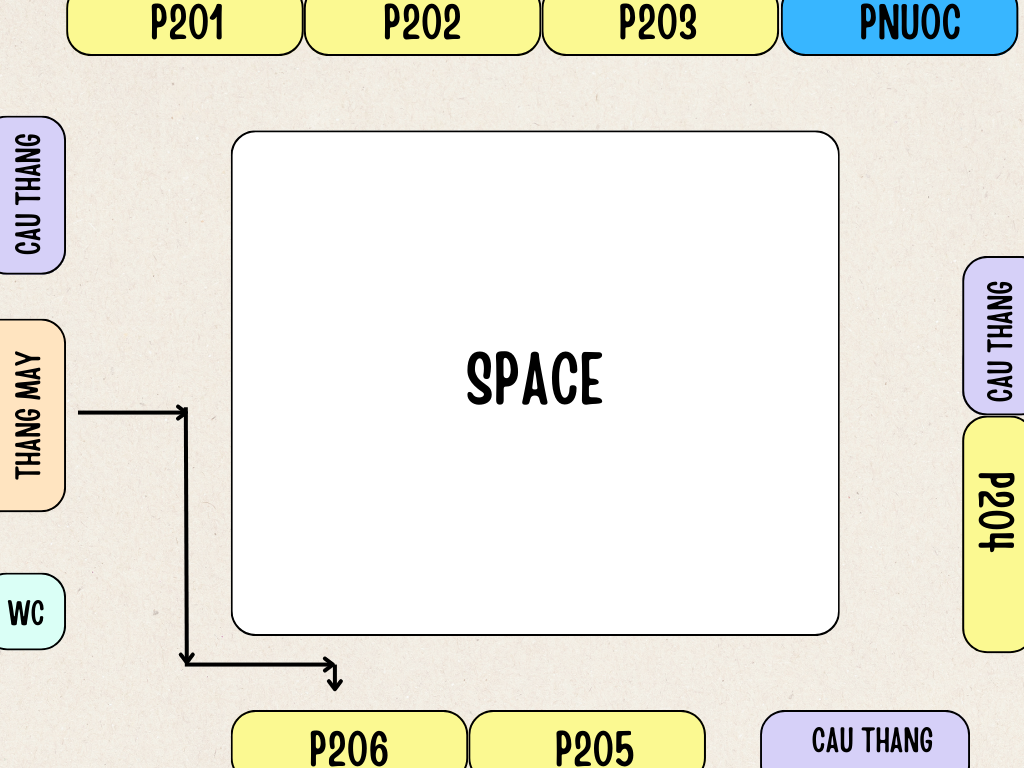 P201
P202
P203
PNUOC
CAU THANG
THANG MAY
WC
SPACE
CAU THANG
P204
P206
P205
CAU THANG